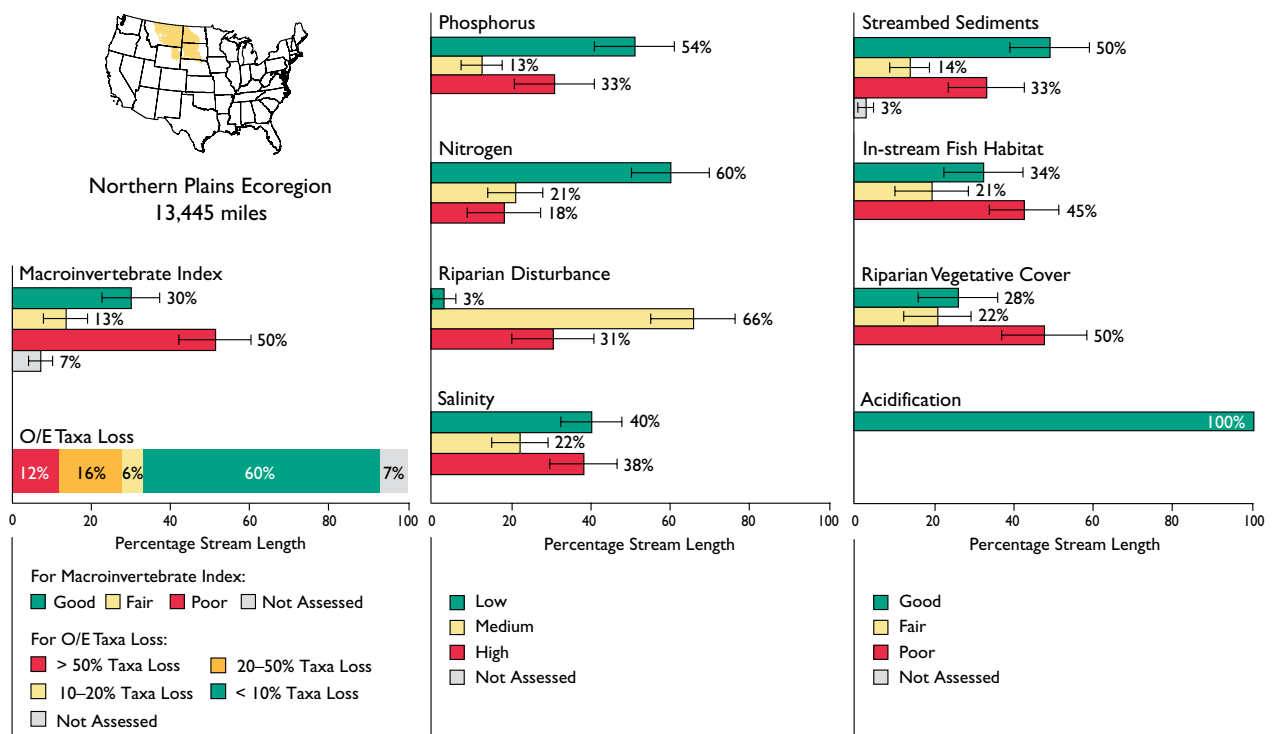 Northern Plains Ecoregion
13,445 miles
Macroinvertebrate Index
30%
13%
50%
7%
O/E Taxa Loss
12% 16% 6% 60% 7%
0 20 40 60 80 100
Percentage Stream Length
For Macroinvertebrate Index:
Good Fair Poor Not Assessed
For O/E Taxa Loss:
> 50% Taxa Loss 20–50% Taxa Loss
10–20% Taxa Loss < 10% Taxa Loss
Not Assessed
Phosphorus
54%
13%
33%
Nitrogen
60%
21%
18%
Riparian Disturbance
3%
66%
31%
Salinity
40%
22%
38%
0 20 40 60 80 100
Percentage Stream Length
Low
Medium
High
Not Assessed
Streambed Sediments
50%
14%
33%
3%
In-stream Fish Habitat
34%
21%
45%
Riparian Vegetative Cover
28%
22%
50%
Acidification
100%
0 20 40 60 80 100
Percentage Stream Length
Good
Fair
Poor
Not Assessed